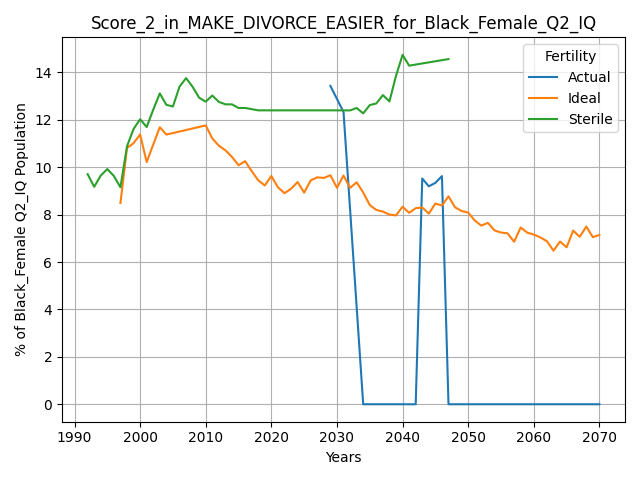 Score_2_in_MAKE_DIVORCE_EASIER_for_Black_Female_Q2_IQ
% of Black_Female Q2_IQ Population
14
12
10
8
6
4
2
0
Fertility
Actual
Ideal
Sterile
1990 2000 2010 2020 2030 2040 2050 2060 2070
Years